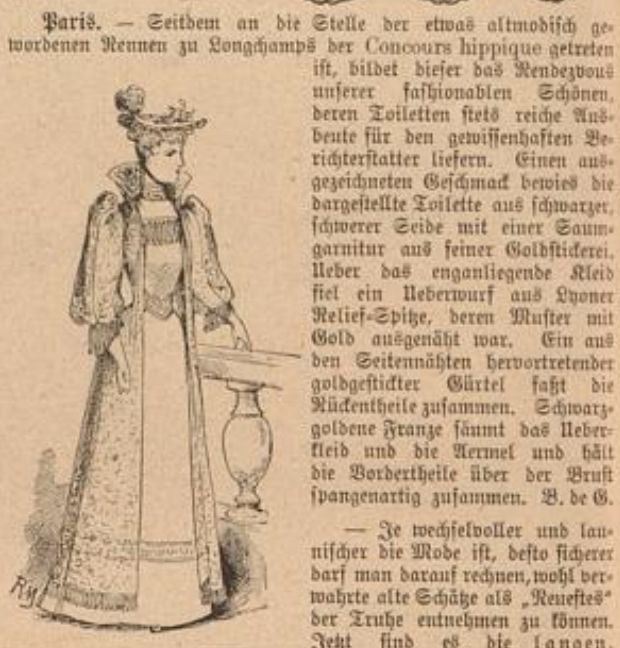 Paris. — Seitdem an die Stelle der etwas altmodisch ge-
wordenen Rennen zu Longchamps der Concours hippique getreten
ist, bildet dieser das Rendezvous
unserer fashionablen Schönen,
deren Toiletten stets reiche Aus-
beute für den gewissenhaften Be-
richterstatter liefern. Einen aus-
gezeichneten Geschmack bewies die
dargestellte Toilette aus schwarzer,
schwerer Seide mit einer Saum-
garnitur aus feiner Goldstickerei.
Ueber das enganliegende Kleid
fiel ein Ueberwurf aus Lyoner
Relief-Spitze, deren Muster mit
Gold ausgenäht war. Ein aus
den Seitennähten hervortretender
goldgestickter Gürtel faßt die
Rückentheile zusammen. Schwarz-
goldene Franze säumt das Ueber-
kleid und die Aermel und hält
die Vordertheile über der Brust
spangenartig zusammen. B. de G.
— Je wechselvoller und lau-
nischer die Mode ist, desto sicherer
darf man darauf rechnen, wohl ver-
wahrte alte Schätze als „Neuestes“
der Truhe entnehmen zu können.
Jetzt sind es die langen,
RM